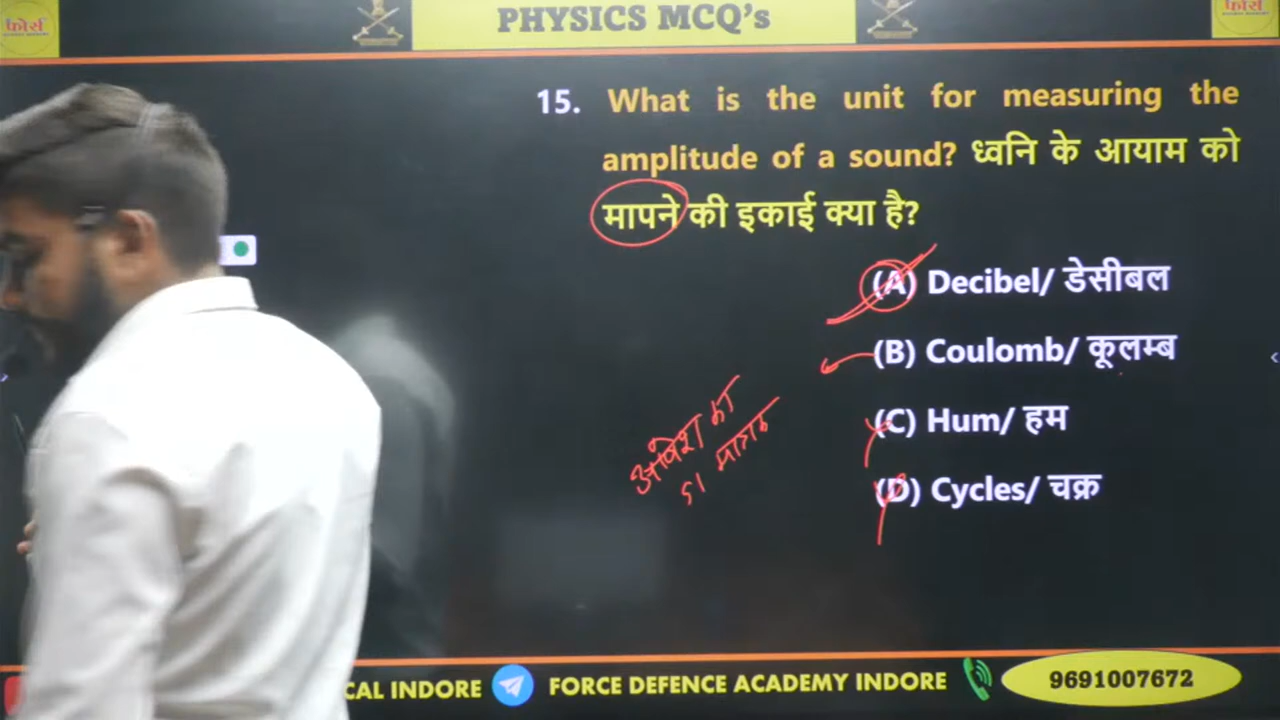 फोर्स
PHYSICS MCQ's
फोर्स
15. What is the unit for measuring the
amplitude of a sound? ध्वनि के आयाम को
मापने की इकाई क्या है?
(A) Decibel/ डेसीबल
(B) Coulomb/ कूलम्ब
(C) Hum/ हम
(D) Cycles/ चक्र
आवेश का
SI मात्रक
CAL INDORE
FORCE DEFENCE ACADEMY INDORE
9691007672